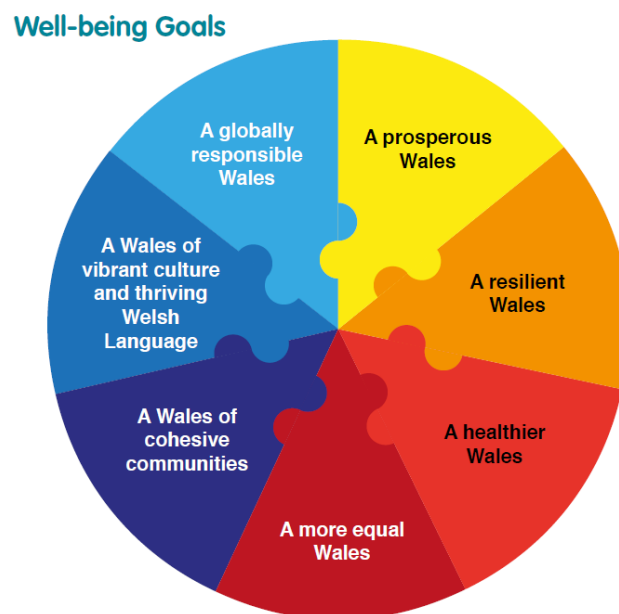 Well-being Goals
A globally
responsible
Wales
A prosperous
Wales
A resilient
Wales
A healthier
Wales
A more equal
Wales
A Wales of
cohesive
communities
A Wales of
vibrant culture
and thriving
Welsh
Language